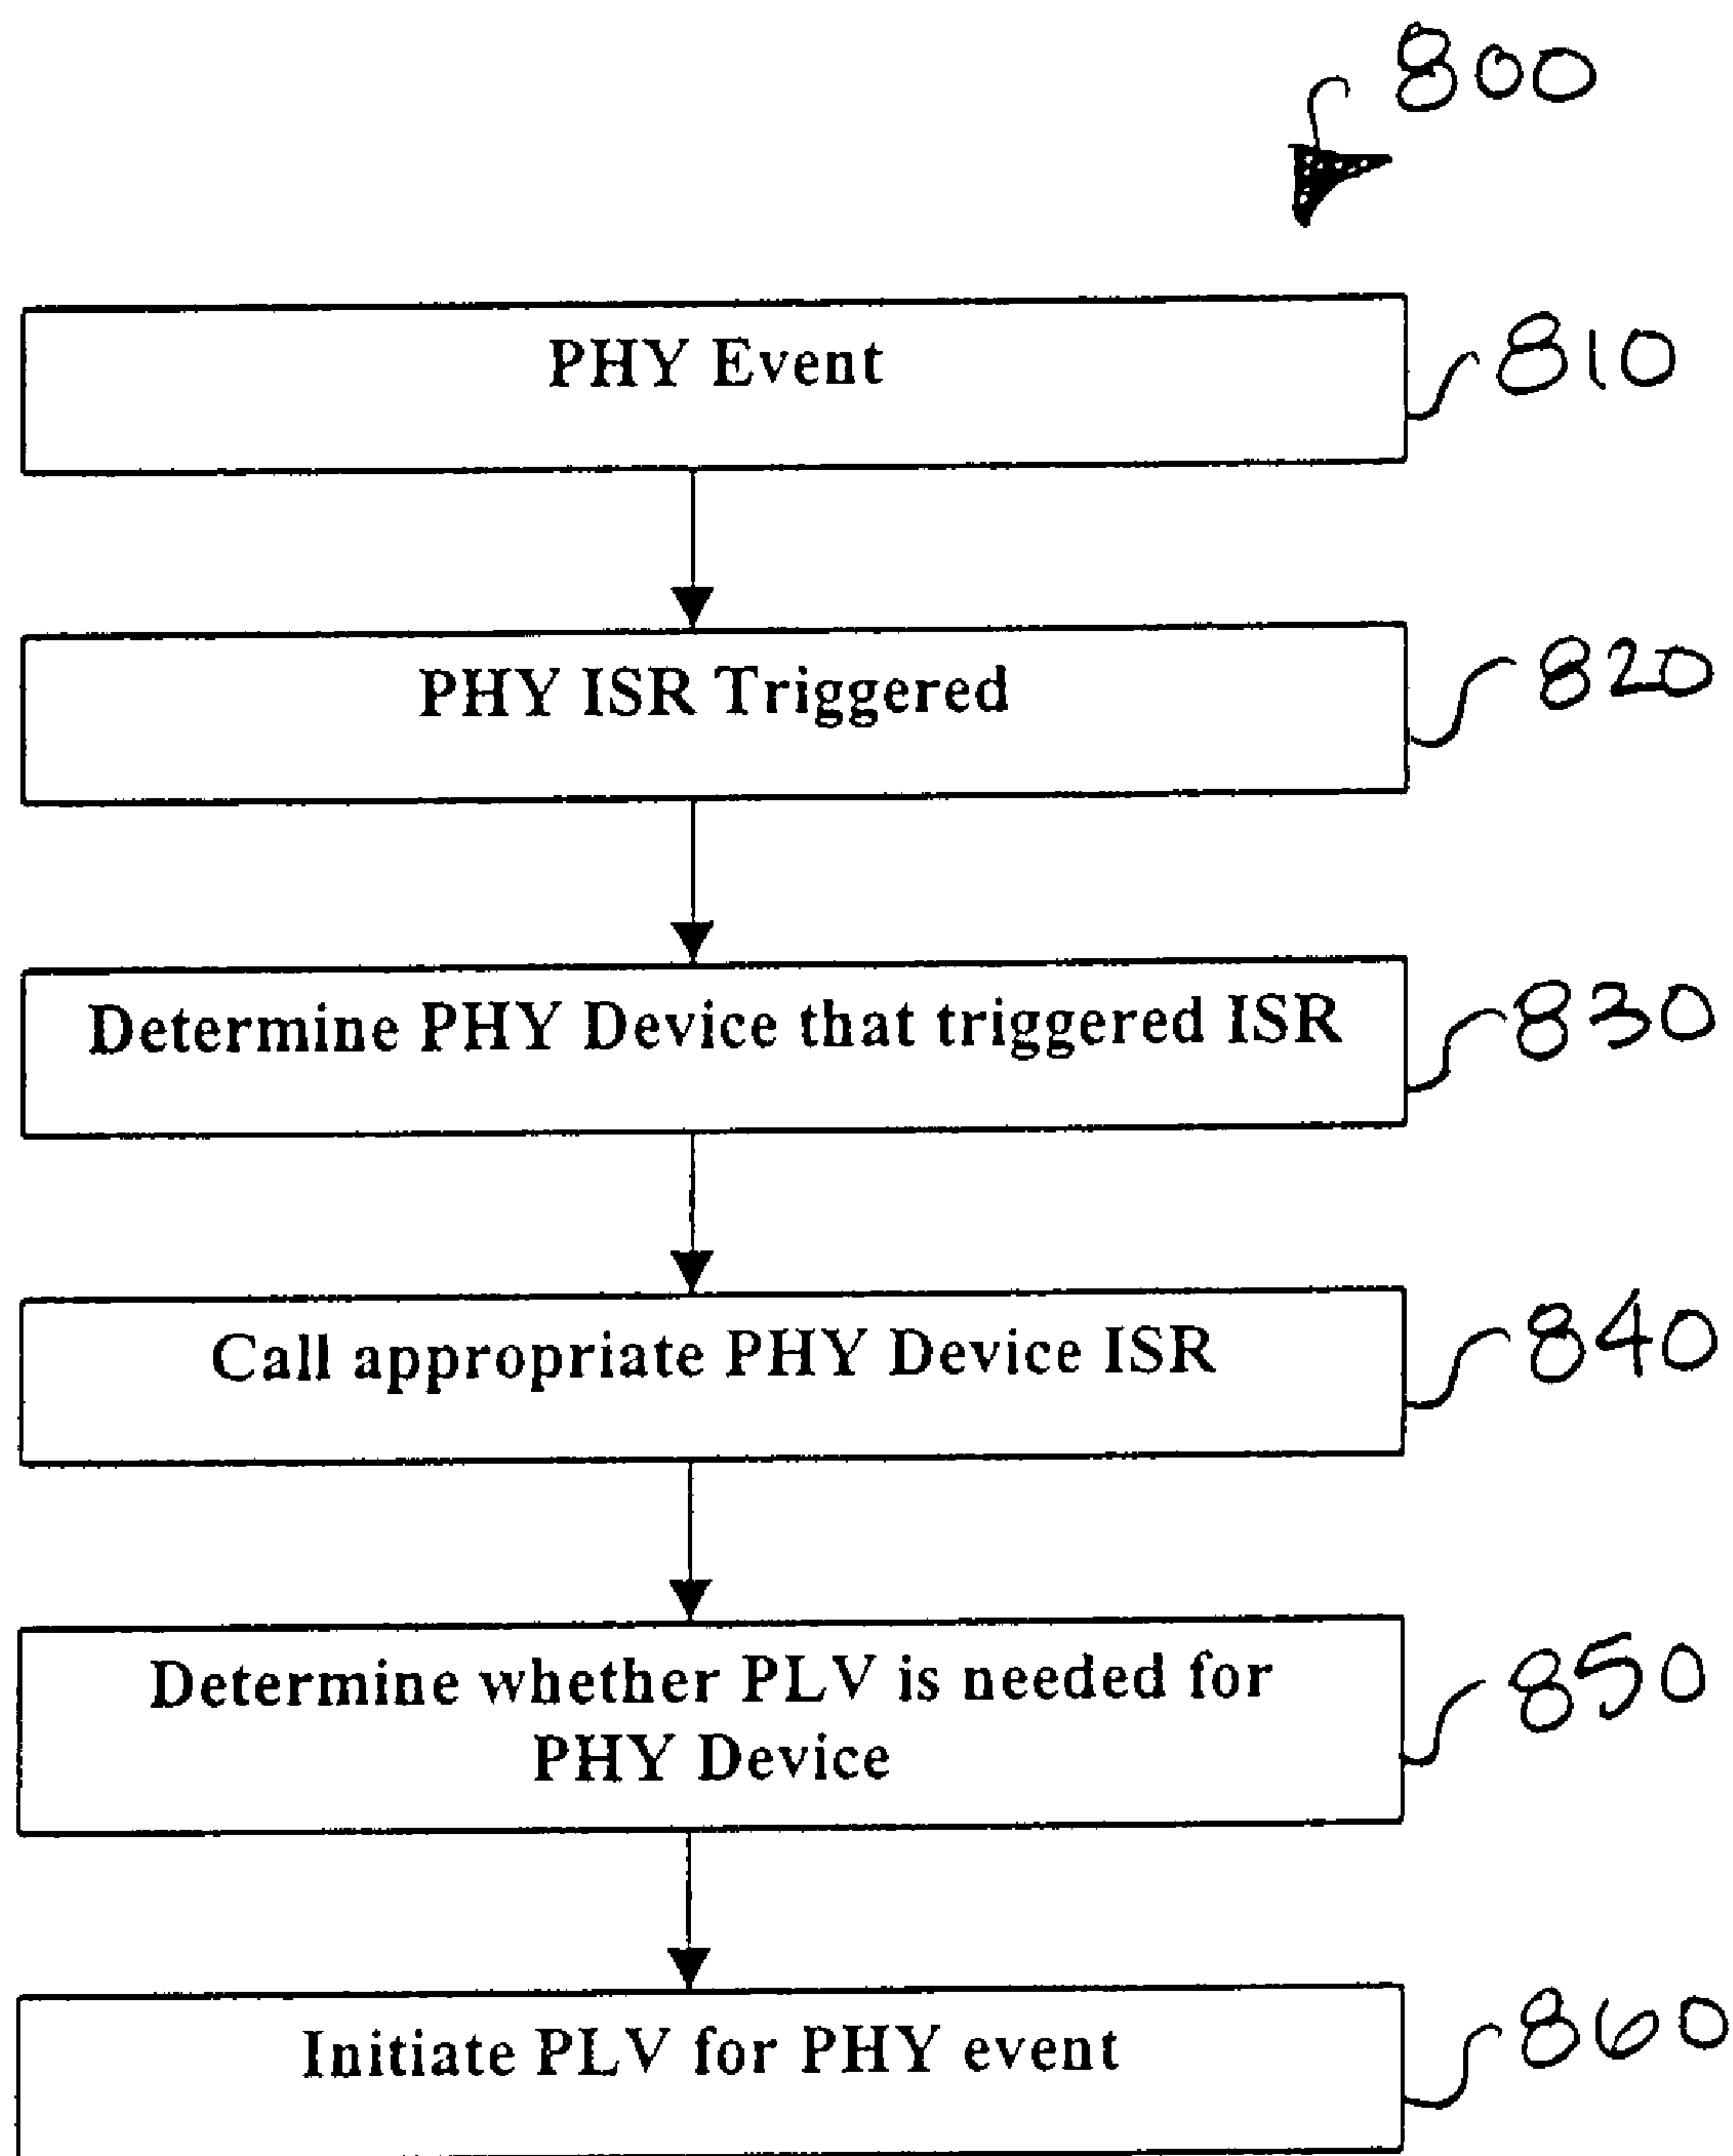 800
PHY Event
810
PHY ISR Triggered
820
Determine PHY Device that triggered ISR
830
Call appropriate PHY Device ISR
840
Determine whether PLV is needed for
PHY Device
850
Initiate PLV for PHY event
860